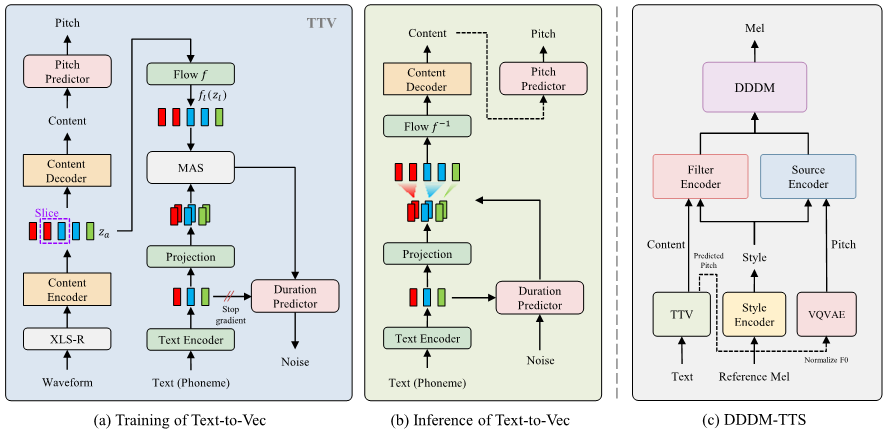 TTV
Pitch
Pitch
Predictor
Content
Content
Decoder
Slice
z_a
Content
Encoder
XLS-R
Waveform
Flow f
f_l(z_l)
MAS
Projection
Stop
gradient
Duration
Predictor
Noise
Text Encoder
Text (Phoneme)
(a) Training of Text-to-Vec
Content
Pitch
Content
Decoder
Pitch
Predictor
Flow f⁻¹
Projection
Duration
Predictor
Text Encoder
Noise
Text (Phoneme)
(b) Inference of Text-to-Vec
Mel
DDDM
Filter
Encoder
Source
Encoder
Content
Predicted
Pitch
Style
Pitch
TTV
Style
Encoder
VQVAE
Normalize F0
Text
Reference Mel
(c) DDDM-TTS